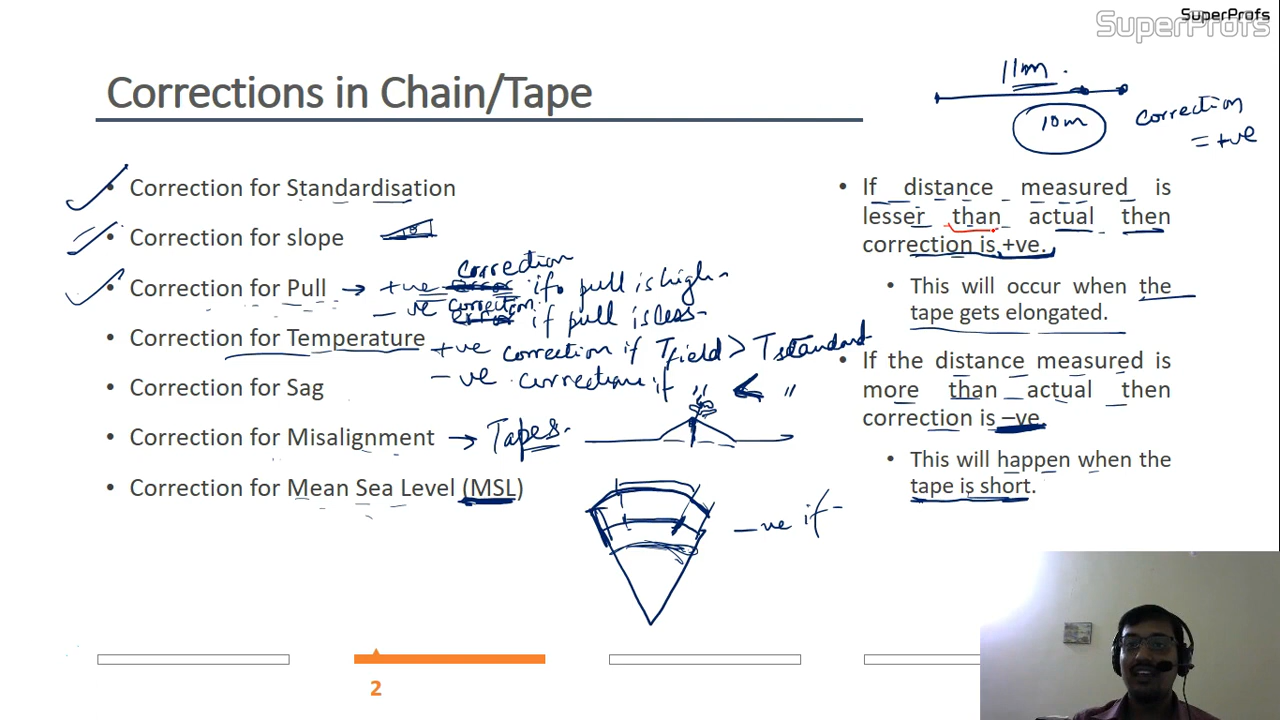 SuperProfs
SuperProfs
Corrections in Chain/Tape
11m
10m
correction
= +ve
• Correction for Standardisation
• Correction for slope
θ
• Correction for Pull → +ve error correction if pull is high
- ve error correction if pull is less
• Correction for Temperature
+ve correction if Tfield > Tstandard
- ve correction if " < "
• Correction for Sag
• Correction for Misalignment → Tapes.
• Correction for Mean Sea Level (MSL)
-ve if
• If distance measured is
lesser than actual then
correction is +ve.
• This will occur when the
tape gets elongated.
• If the distance measured is
more than actual then
correction is –ve.
• This will happen when the
tape is short.
2